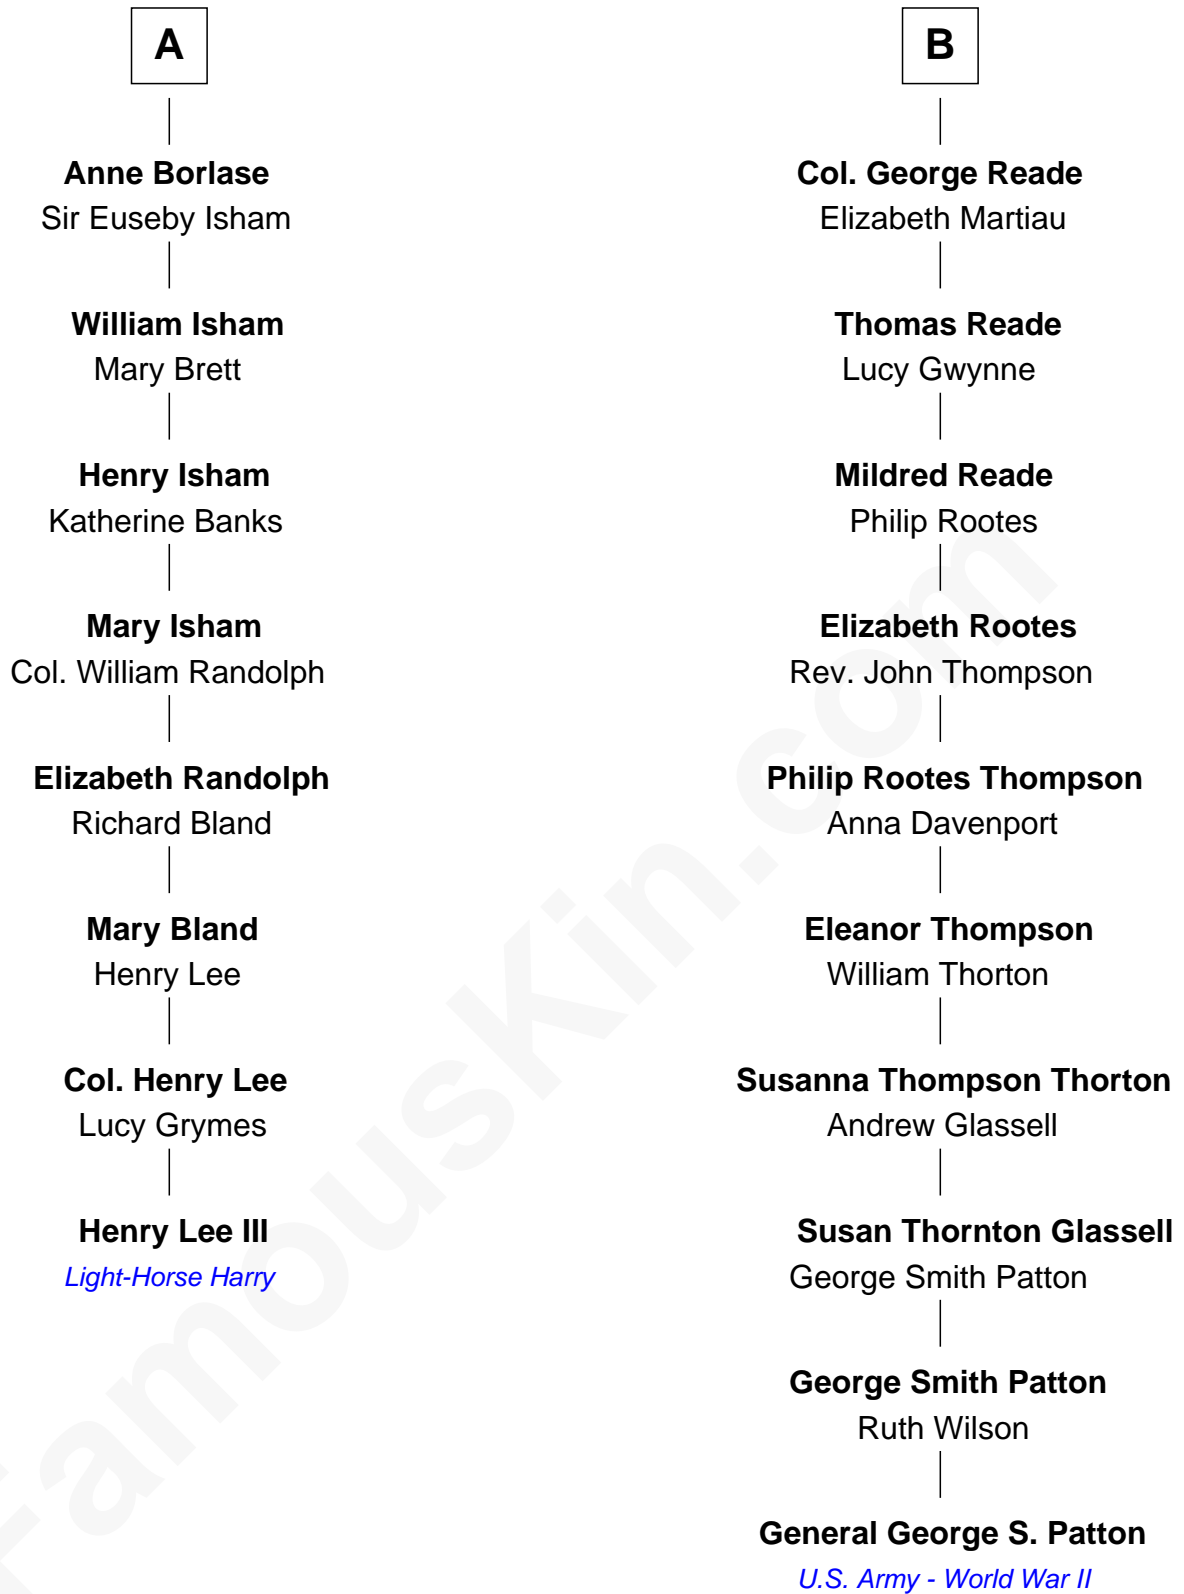 A
Anne Borlase
Sir Euseby Isham
William Isham
Mary Brett
Henry Isham
Katherine Banks
Mary Isham
Col. William Randolph
Elizabeth Randolph
Richard Bland
Mary Bland
Henry Lee
Col. Henry Lee
Lucy Grymes
Henry Lee III
Light-Horse Harry
B
Col. George Reade
Elizabeth Martiau
Thomas Reade
Lucy Gwynne
Mildred Reade
Philip Rootes
Elizabeth Rootes
Rev. John Thompson
Philip Rootes Thompson
Anna Davenport
Eleanor Thompson
William Thorton
Susanna Thompson Thorton
Andrew Glassell
Susan Thornton Glassell
George Smith Patton
George Smith Patton
Ruth Wilson
General George S. Patton
U.S. Army - World War II
FamousKin.com